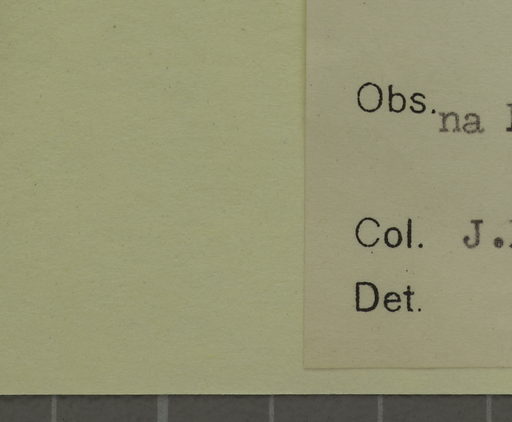 Obs. na
Col. J.
Det.